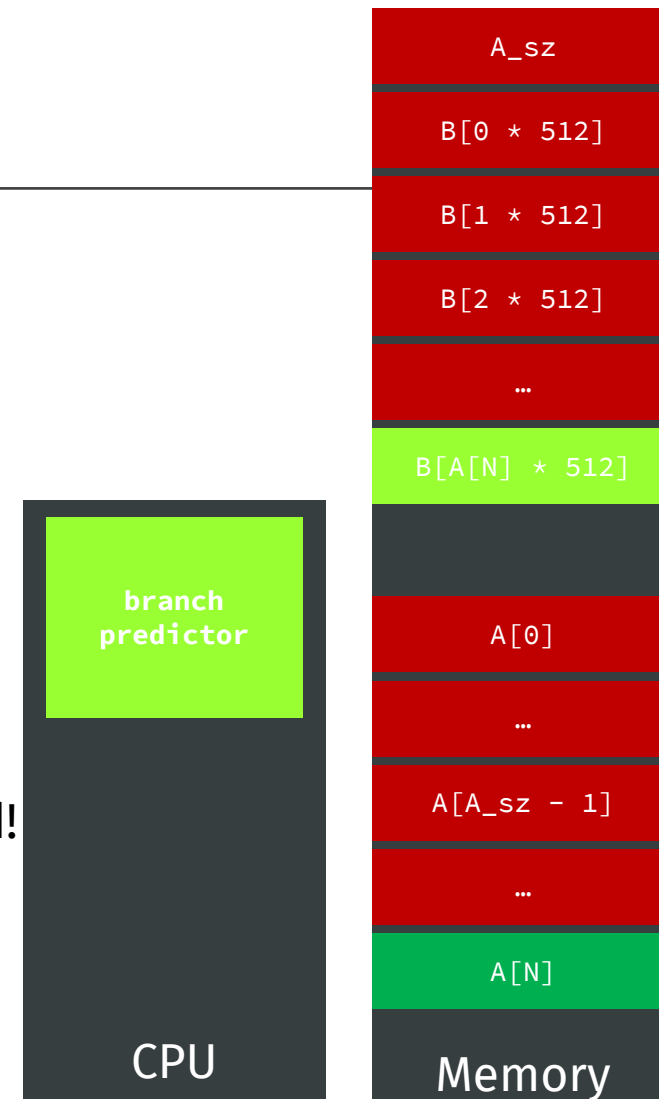 A_sz
B[0 * 512]
B[1 * 512]
B[2 * 512]
…
B[A[N] * 512]
branch
predictor
A[0]
…
A[A_sz - 1]
!
…
A[N]
CPU
Memory